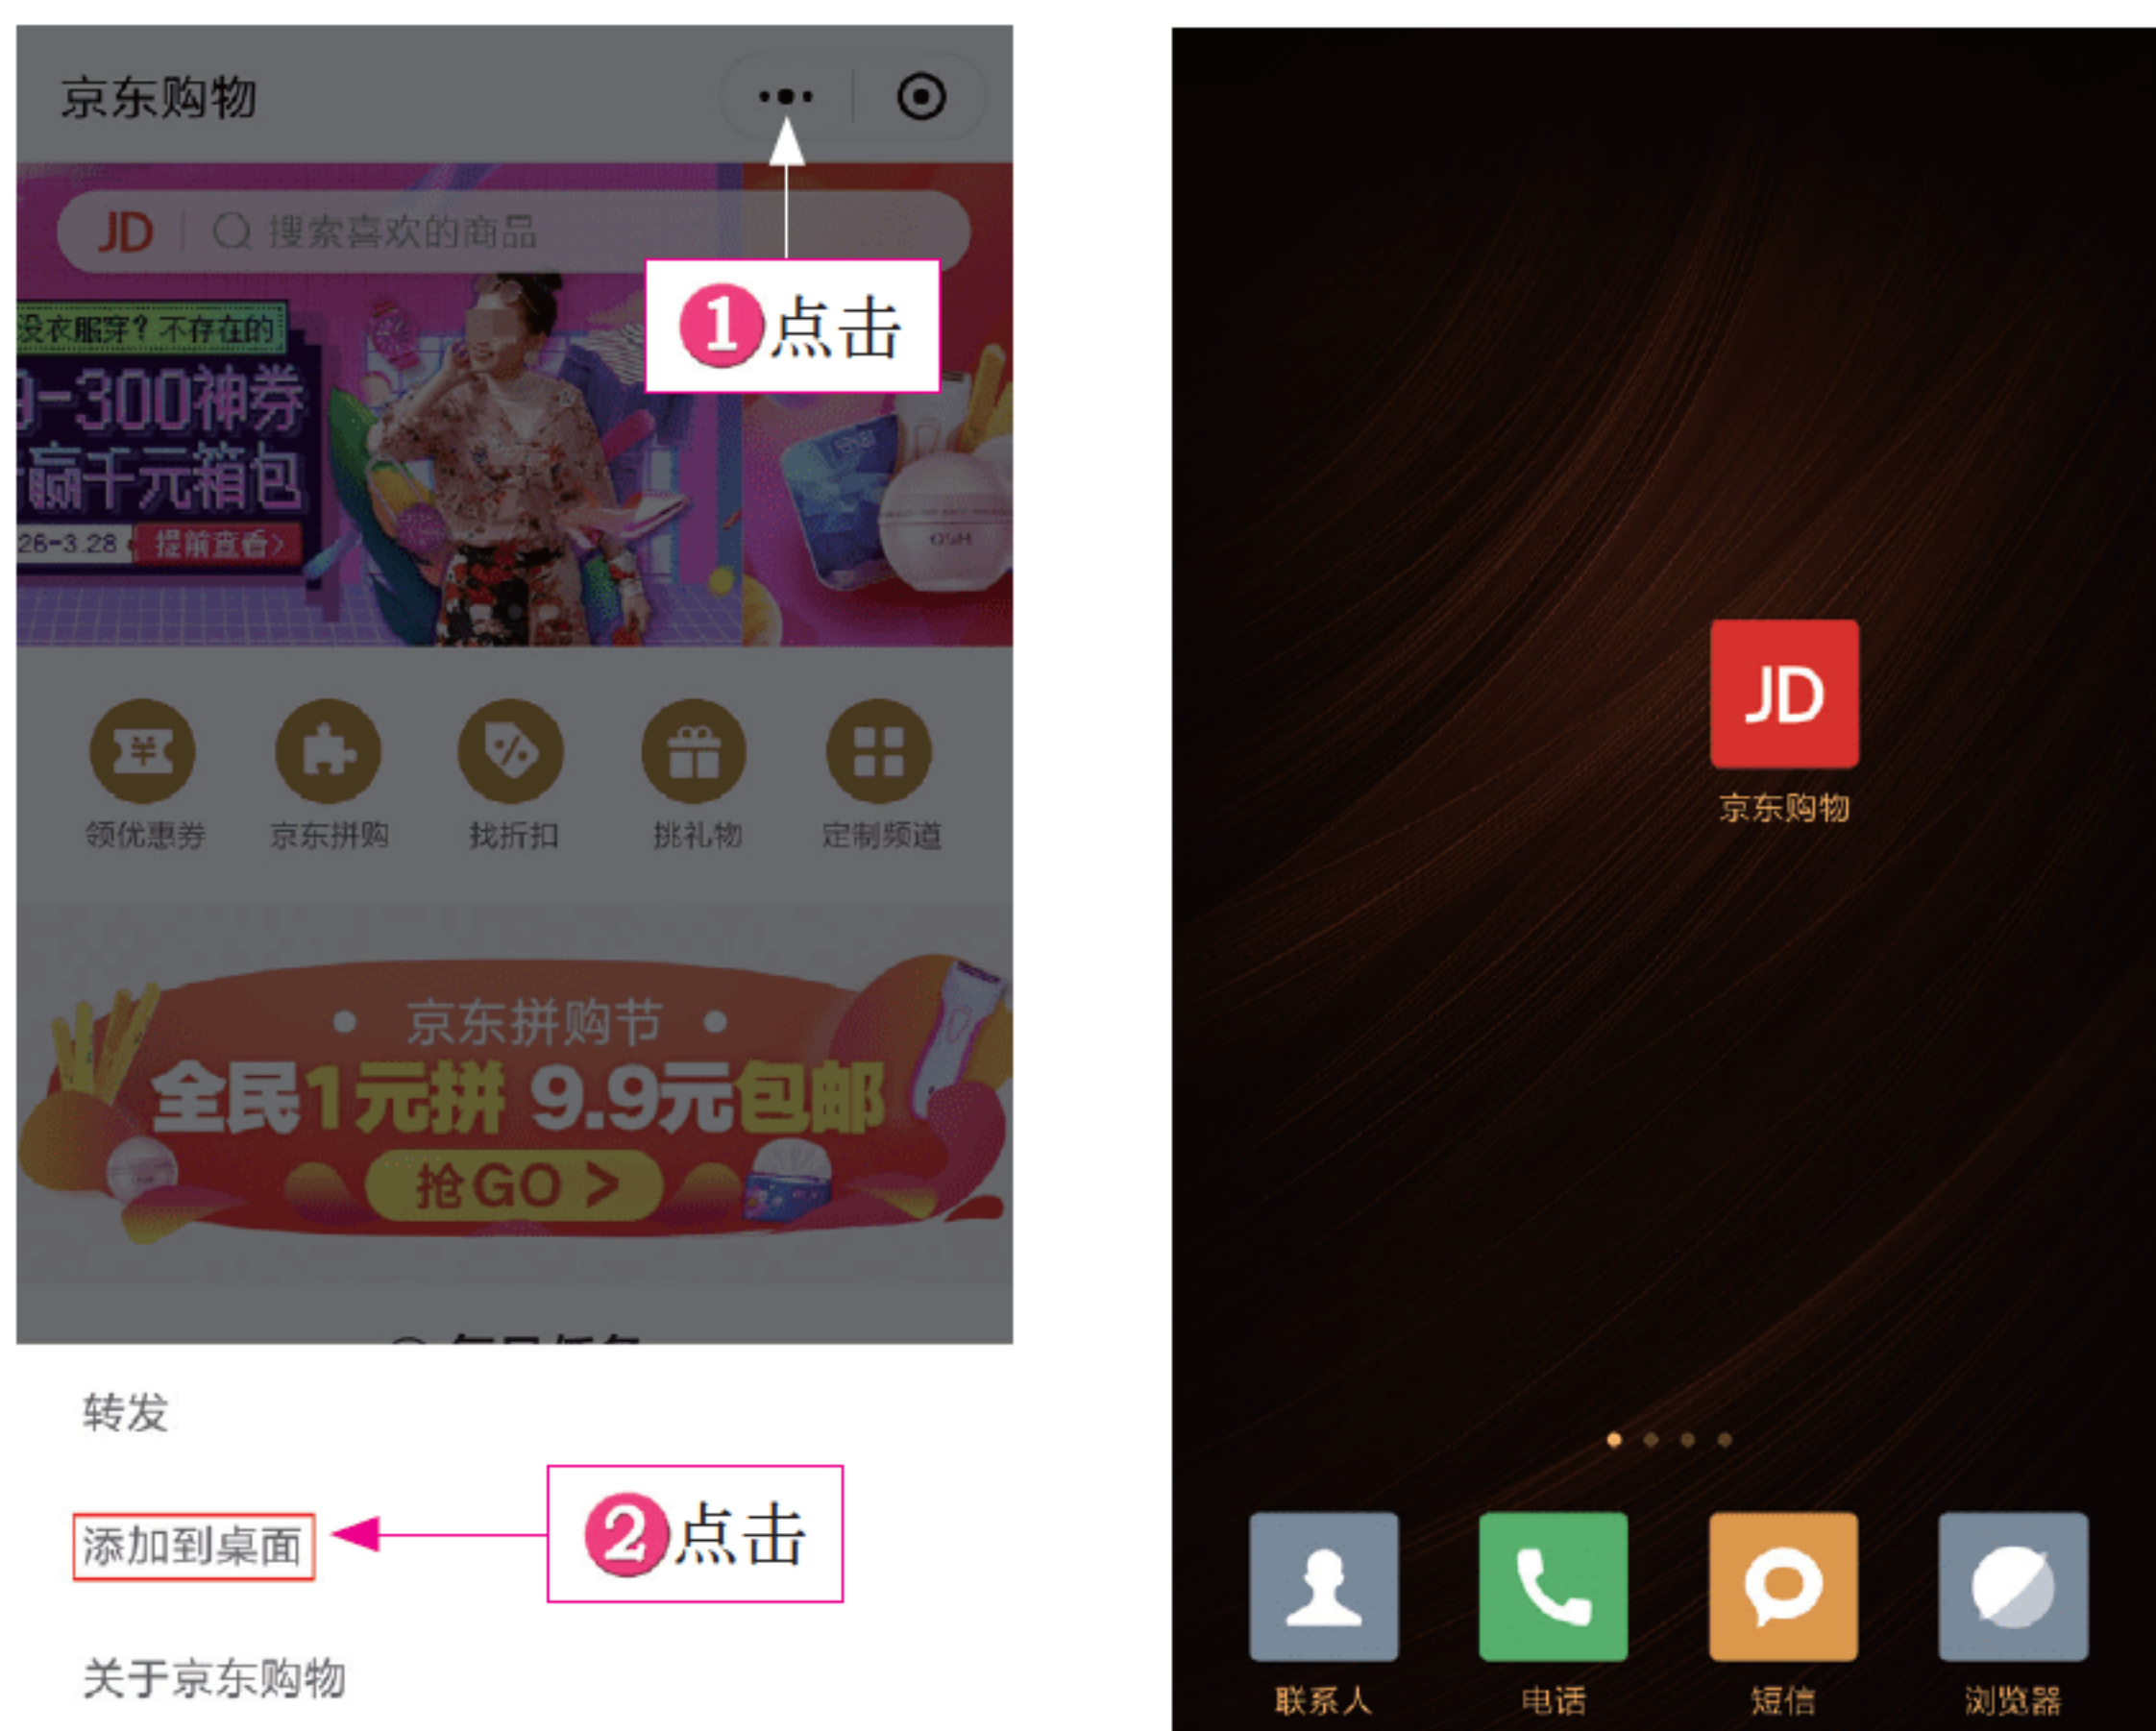 京东购物
JD 搜索喜欢的商品
❶点击
没衣服穿？不存在的
9-300神券
赢千元箱包
26-3.28 提前查看>
领优惠券 京东拼购 找折扣 挑礼物 定制频道
京东拼购节
全民1元拼 9.9元包邮
抢GO >
转发
添加到桌面
❷点击
关于京东购物
JD
京东购物
联系人 电话 短信 浏览器